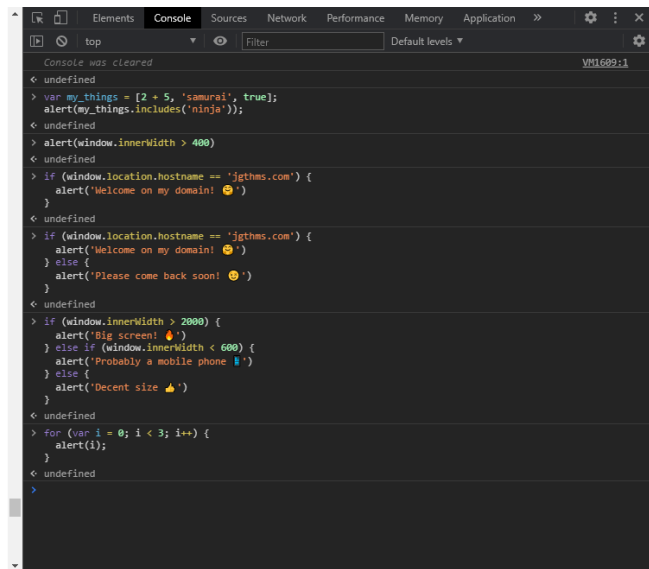 Elements Console Sources Network Performance Memory Application »
top ▼ Filter Default levels ▼
Console was cleared VM1609:1
undefined
> var my_things = [2 + 5, 'samurai', true];
alert(my_things.includes('ninja'));
undefined
> alert(window.innerWidth > 400)
undefined
> if (window.location.hostname == 'jgthms.com') {
alert('Welcome on my domain! 🤗')
}
undefined
> if (window.location.hostname == 'jgthms.com') {
alert('Welcome on my domain! 🤗')
} else {
alert('Please come back soon! 😉')
}
undefined
> if (window.innerWidth > 2000) {
alert('Big screen! 🔥')
} else if (window.innerWidth < 600) {
alert('Probably a mobile phone 📱')
} else {
alert('Decent size 👍')
}
undefined
> for (var i = 0; i < 3; i++) {
alert(i);
}
undefined
>